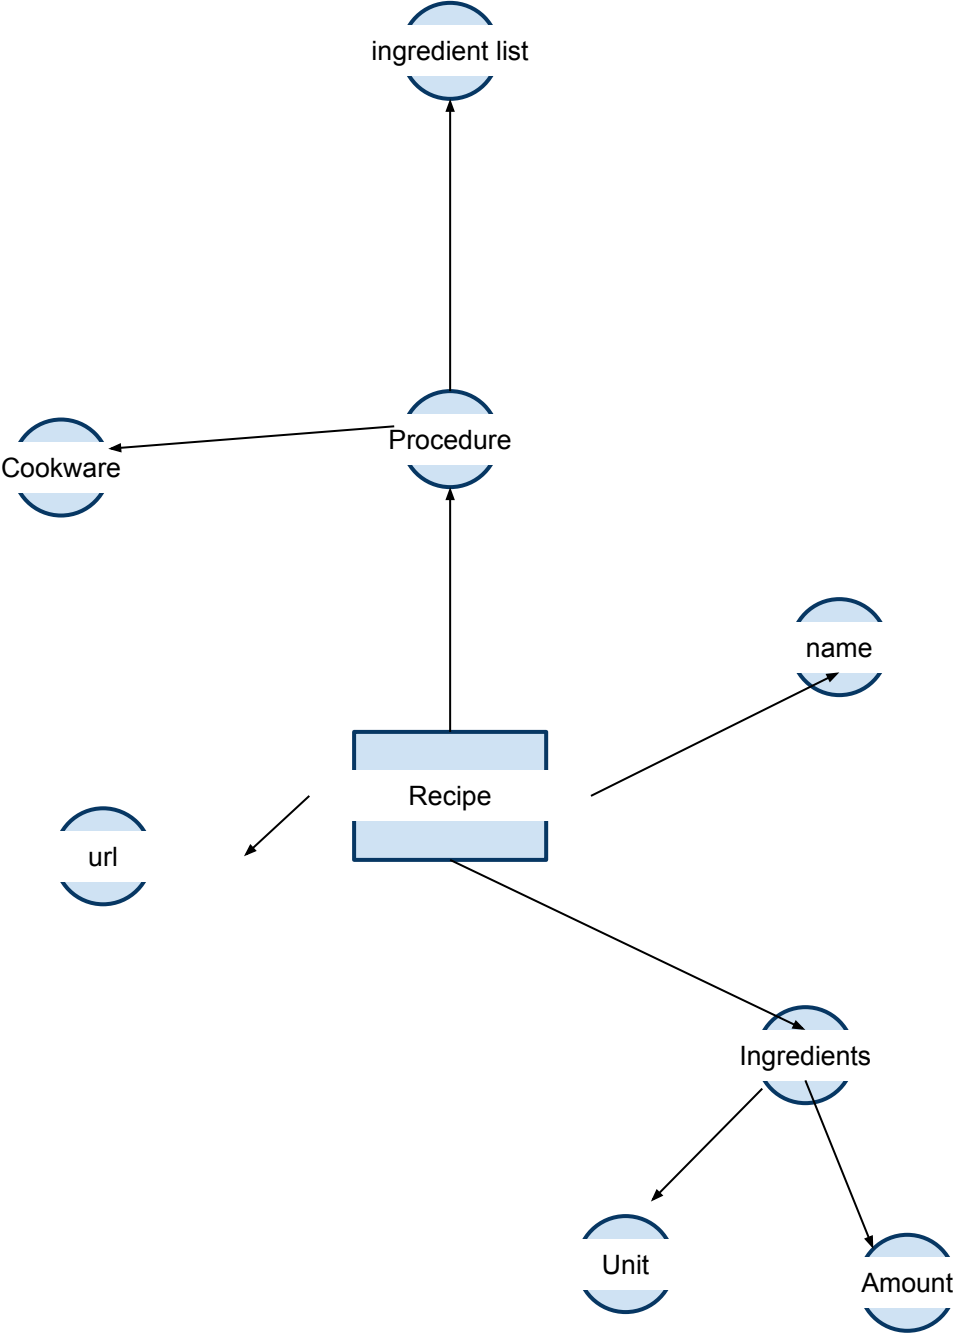 ingredient list
Procedure
Cookware
name
Recipe
url
Ingredients
Unit
Amount